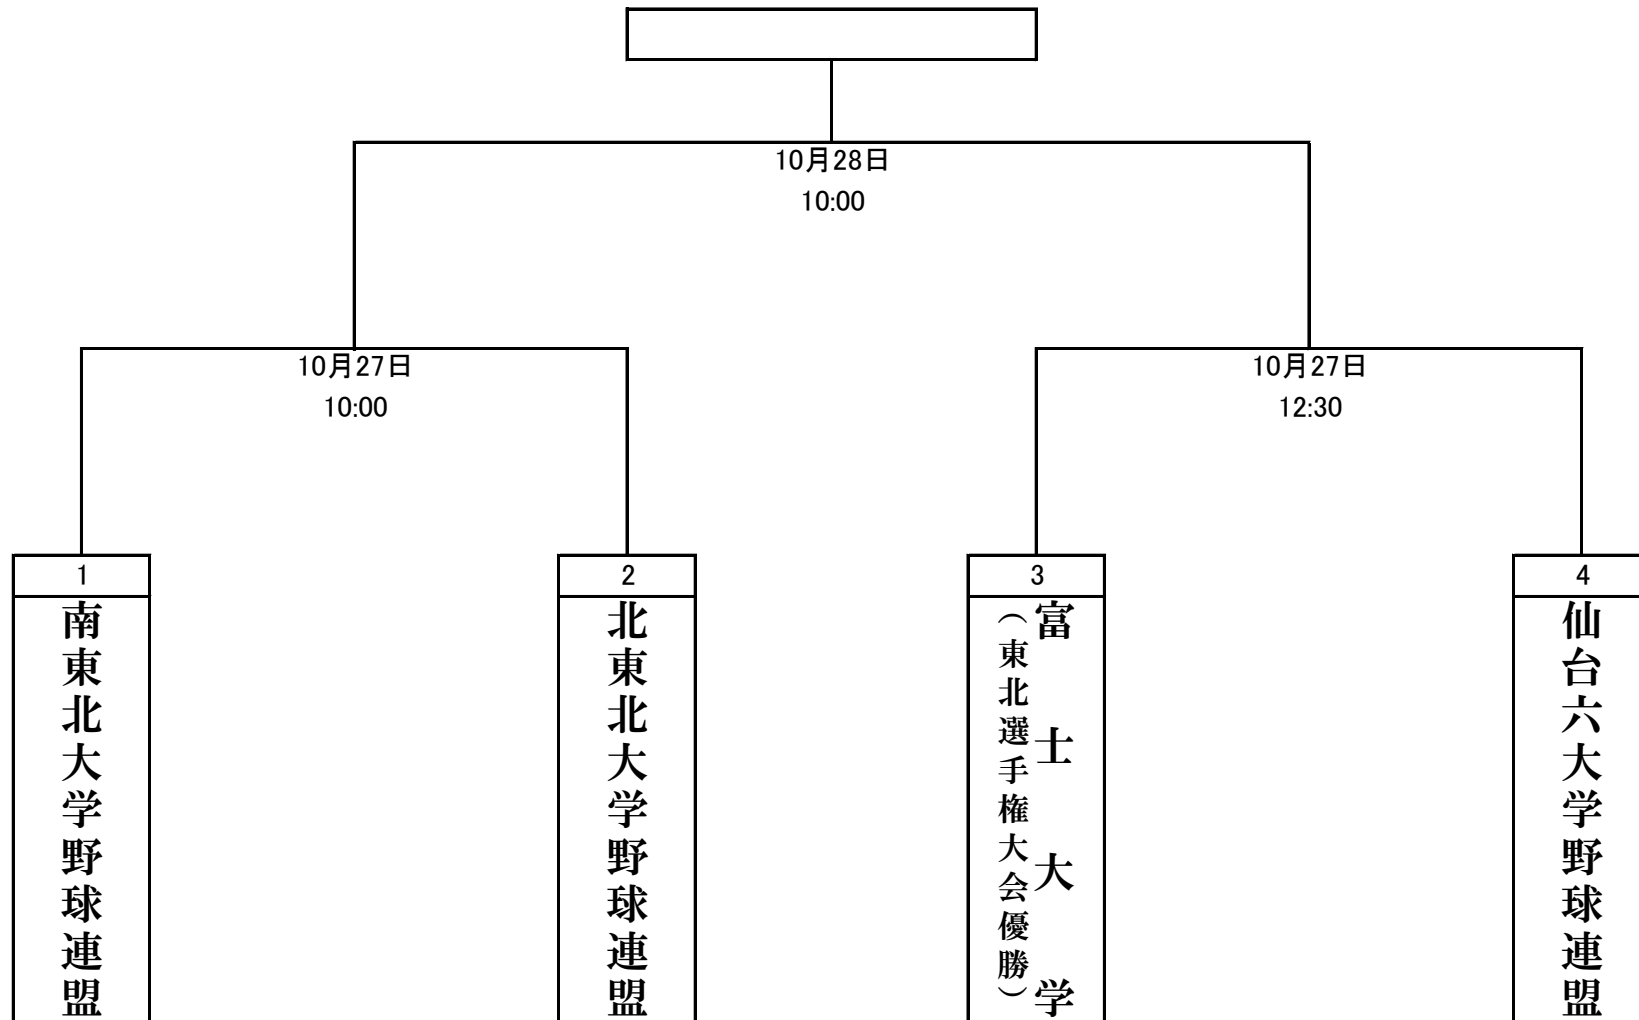 10月28日
10:00
10月27日
10:00
10月27日
12:30
1
南東北大学野球連盟
2
北東北大学野球連盟
3
富士大学
（東北選手権大会優勝）
4
仙台六大学野球連盟